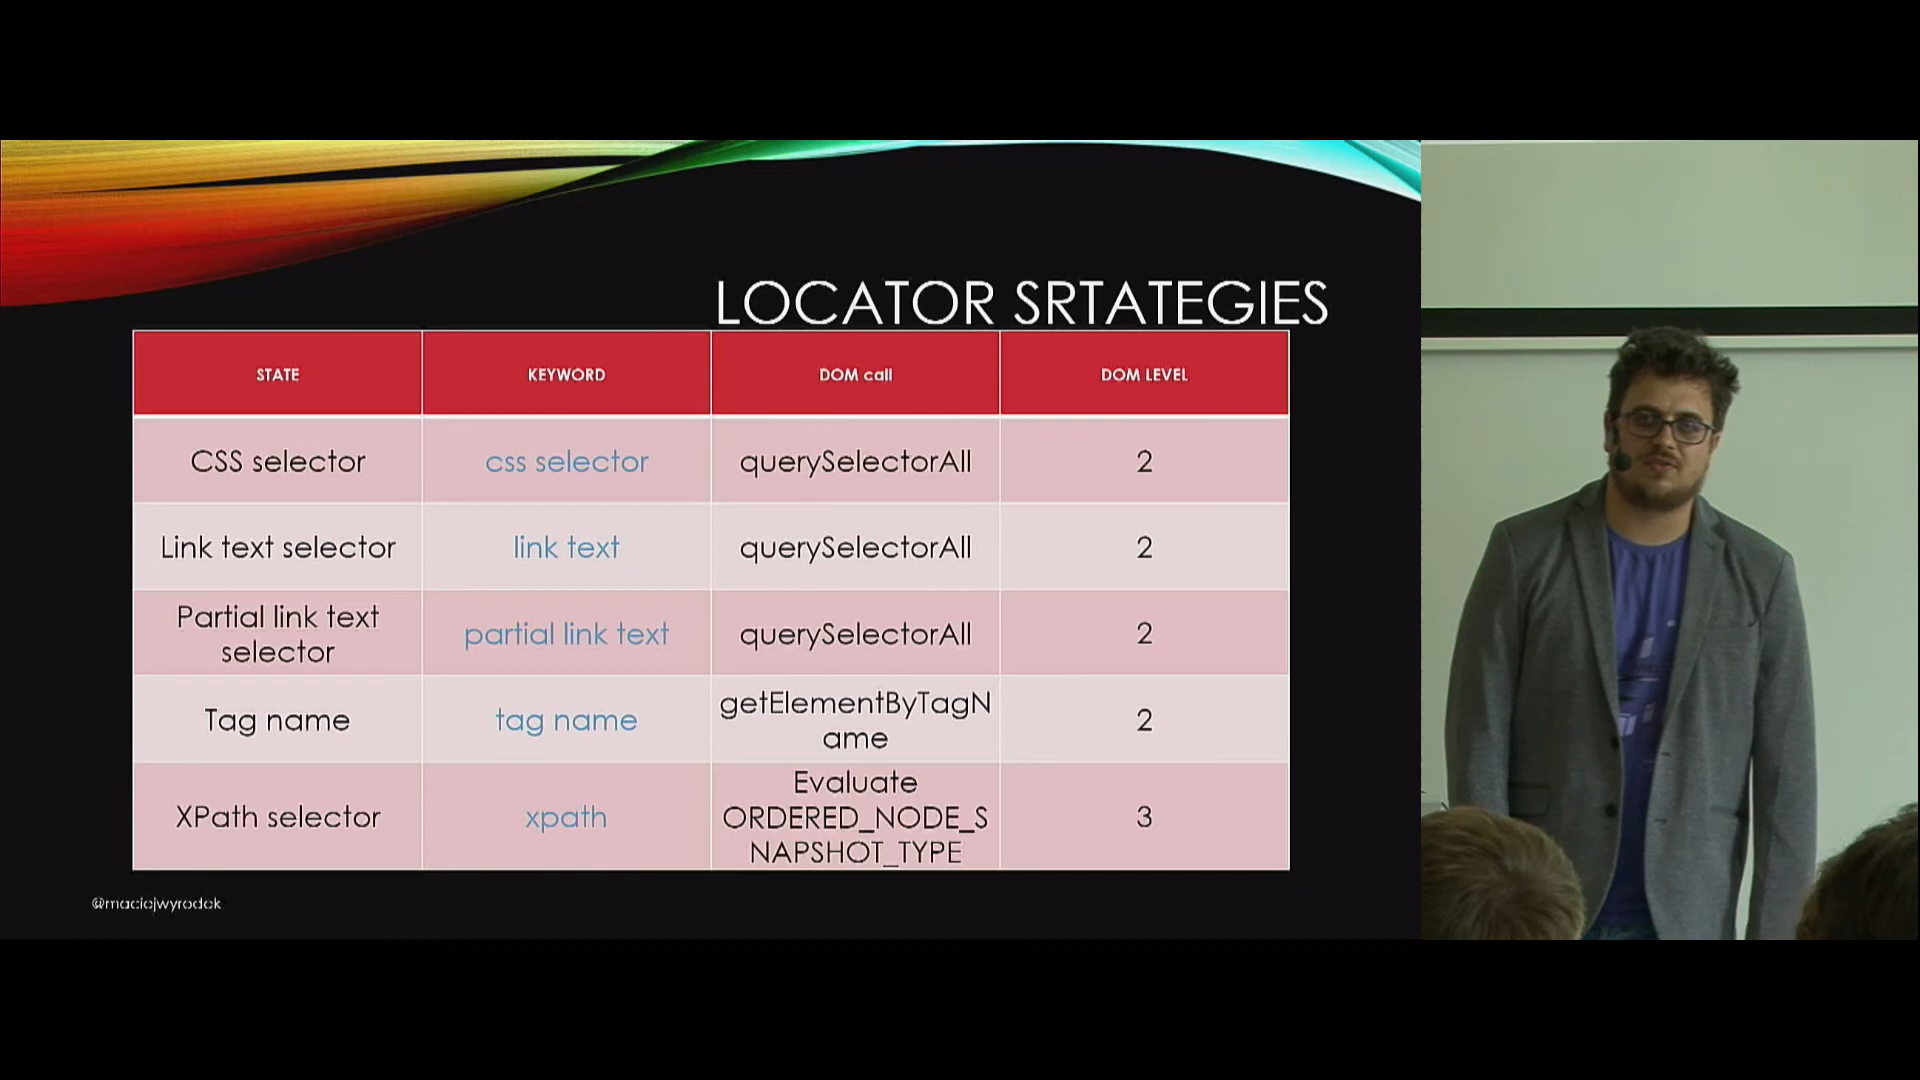 LOCATOR SRTATEGIES
STATE KEYWORD DOM call DOM LEVEL
CSS selector css selector querySelectorAll 2
Link text selector link text querySelectorAll 2
Partial link text
selector
partial link text querySelectorAll 2
Tag name tag name
getElementByTagN
ame
2
XPath selector xpath
Evaluate
ORDERED_NODE_S
NAPSHOT_TYPE
3
@maciejwyrodek